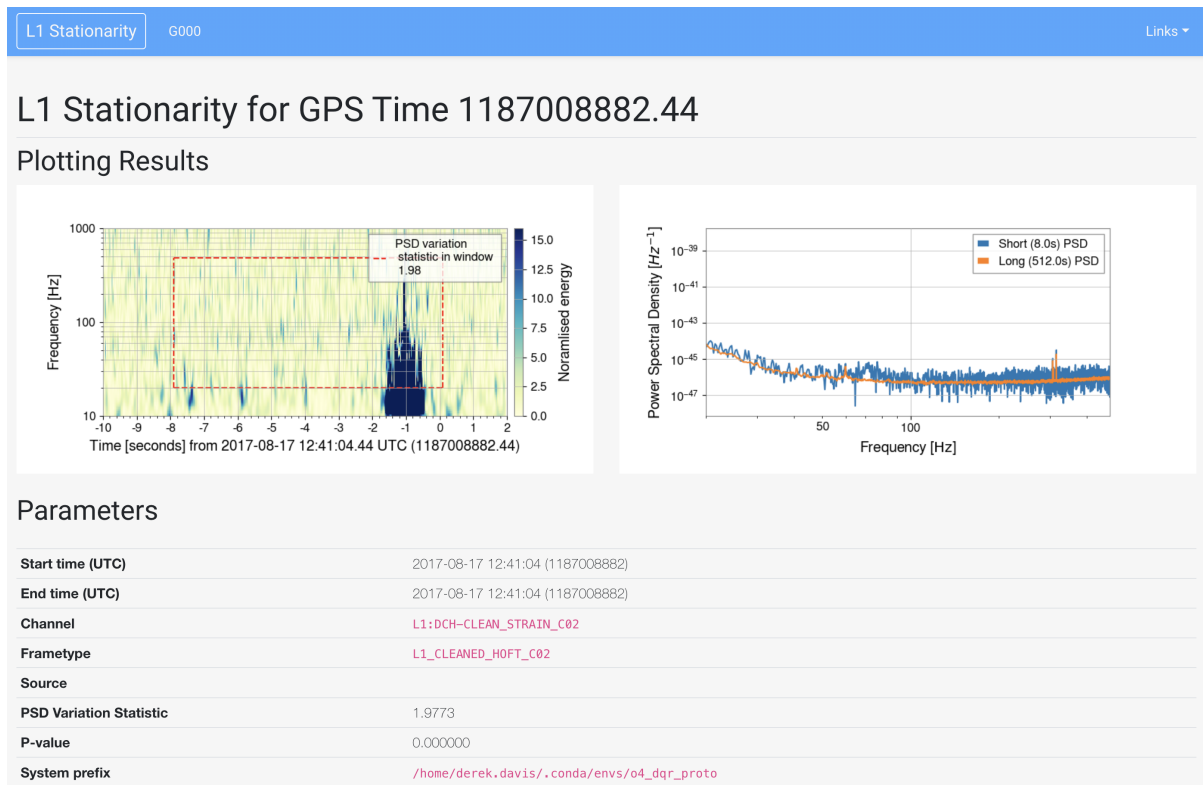 L1 Stationarity G000 Links
L1 Stationarity for GPS Time 1187008882.44
Plotting Results
PSD variation
statistic in window
1.98
1000
100
10
Frequency [Hz]
-10 -9 -8 -7 -6 -5 -4 -3 -2 -1 0 1 2
Time [seconds] from 2017-08-17 12:41:04.44 UTC (1187008882.44)
15.0
12.5
10.0
7.5
5.0
2.5
0.0
Noramlised energy
Power Spectral Density [Hz⁻¹]
10⁻³⁹
10⁻⁴¹
10⁻⁴³
10⁻⁴⁵
10⁻⁴⁷
Short (8.0s) PSD
Long (512.0s) PSD
50 100
Frequency [Hz]
Parameters
Start time (UTC) 2017-08-17 12:41:04 (1187008882)
End time (UTC) 2017-08-17 12:41:04 (1187008882)
Channel L1:DCH-CLEAN_STRAIN_C02
Frametype L1_CLEANED_HOFT_C02
Source
PSD Variation Statistic 1.9773
P-value 0.000000
System prefix /home/derek.davis/.conda/envs/o4_dqr_proto